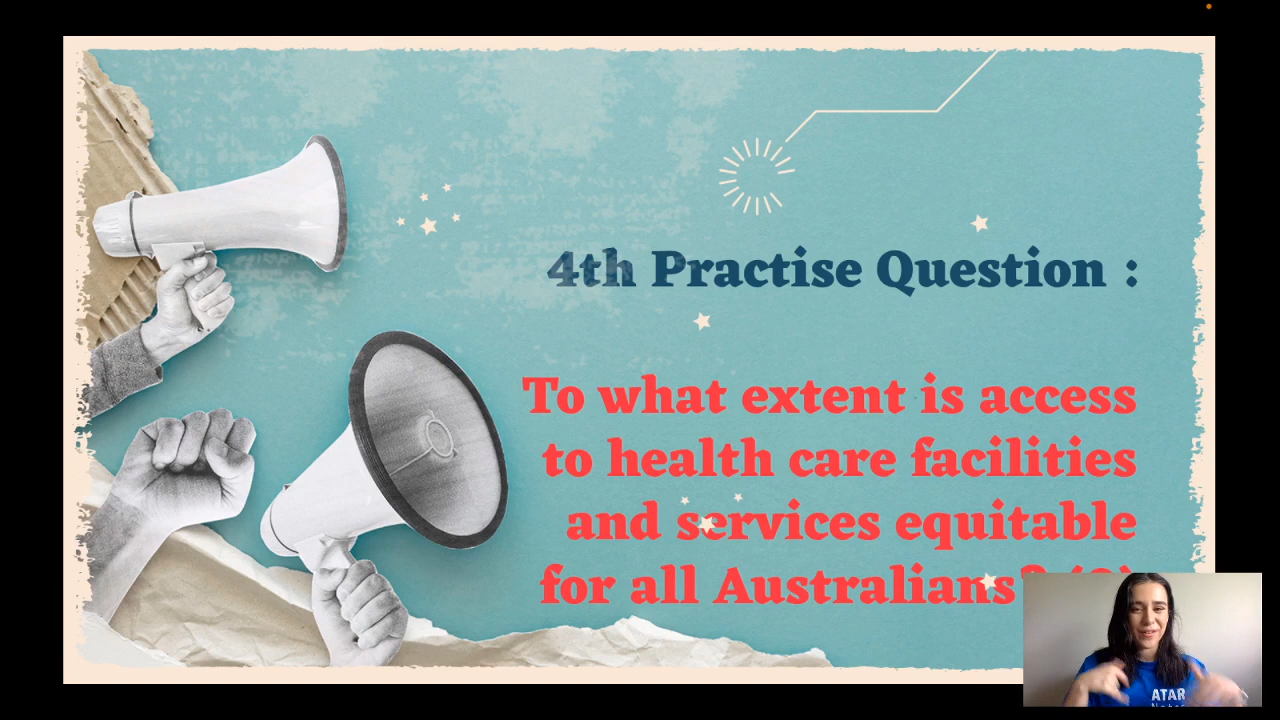 4th Practise Question :
To what extent is access
to health care facilities
and services equitable
for all Australians?
ATAR